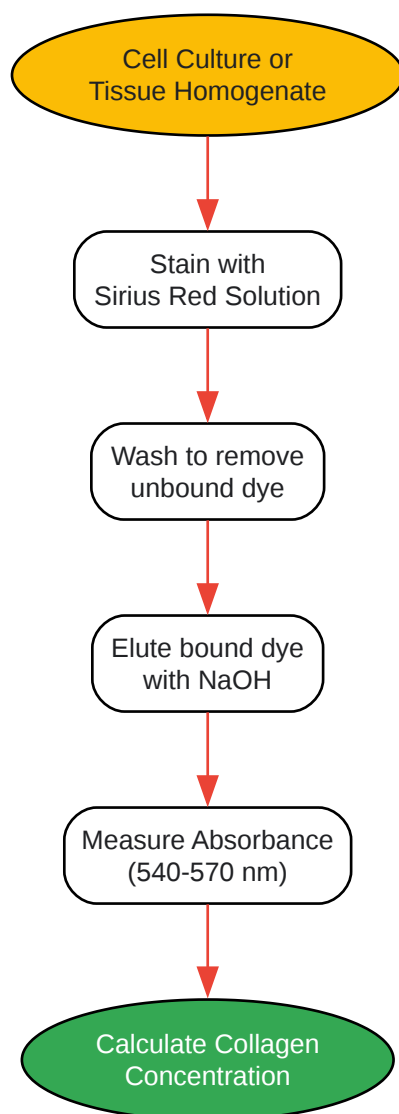 Cell Culture or
Tissue Homogenate
Stain with
Sirius Red Solution
Wash to remove
unbound dye
Elute bound dye
with NaOH
Measure Absorbance
(540-570 nm)
Calculate Collagen
Concentration